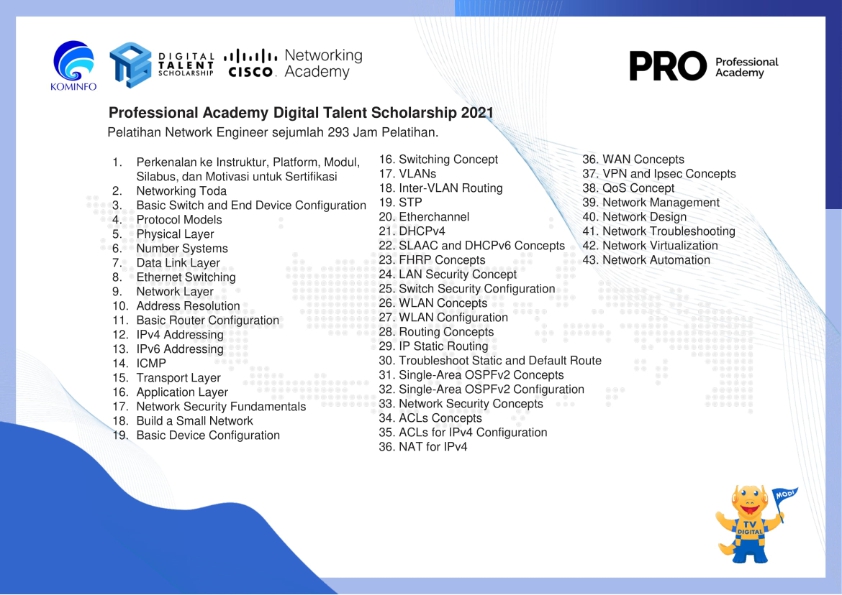 KOMINFO
DIGITAL
TALENT
SCHOLARSHIP
CISCO
Networking
Academy
PRO
Professional
Academy
Professional Academy Digital Talent Scholarship 2021
Pelatihan Network Engineer sejumlah 293 Jam Pelatihan.
1. Perkenalan ke Instruktur, Platform, Modul,
Silabus, dan Motivasi untuk Sertifikasi
2. Networking Toda
3. Basic Switch and End Device Configuration
4. Protocol Models
5. Physical Layer
6. Number Systems
7. Data Link Layer
8. Ethernet Switching
9. Network Layer
10. Address Resolution
11. Basic Router Configuration
12. IPv4 Addressing
13. IPv6 Addressing
14. ICMP
15. Transport Layer
16. Application Layer
17. Network Security Fundamentals
18. Build a Small Network
19. Basic Device Configuration
16. Switching Concept
17. VLANs
18. Inter-VLAN Routing
19. STP
20. Etherchannel
21. DHCPv4
22. SLAAC and DHCPv6 Concepts
23. FHRP Concepts
24. LAN Security Concept
25. Switch Security Configuration
26. WLAN Concepts
27. WLAN Configuration
28. Routing Concepts
29. IP Static Routing
30. Troubleshoot Static and Default Route
31. Single-Area OSPFv2 Concepts
32. Single-Area OSPFv2 Configuration
33. Network Security Concepts
34. ACLs Concepts
35. ACLs for IPv4 Configuration
36. NAT for IPv4
36. WAN Concepts
37. VPN and Ipsec Concepts
38. QoS Concept
39. Network Management
40. Network Design
41. Network Troubleshooting
42. Network Virtualization
43. Network Automation
MODI
TV
DIGITAL